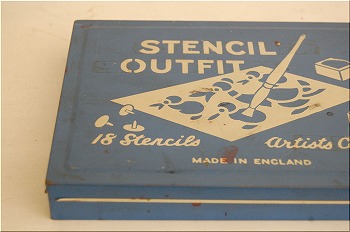 STENCIL
OUTFIT
18 Stencils Artists C
MADE IN ENGLAND